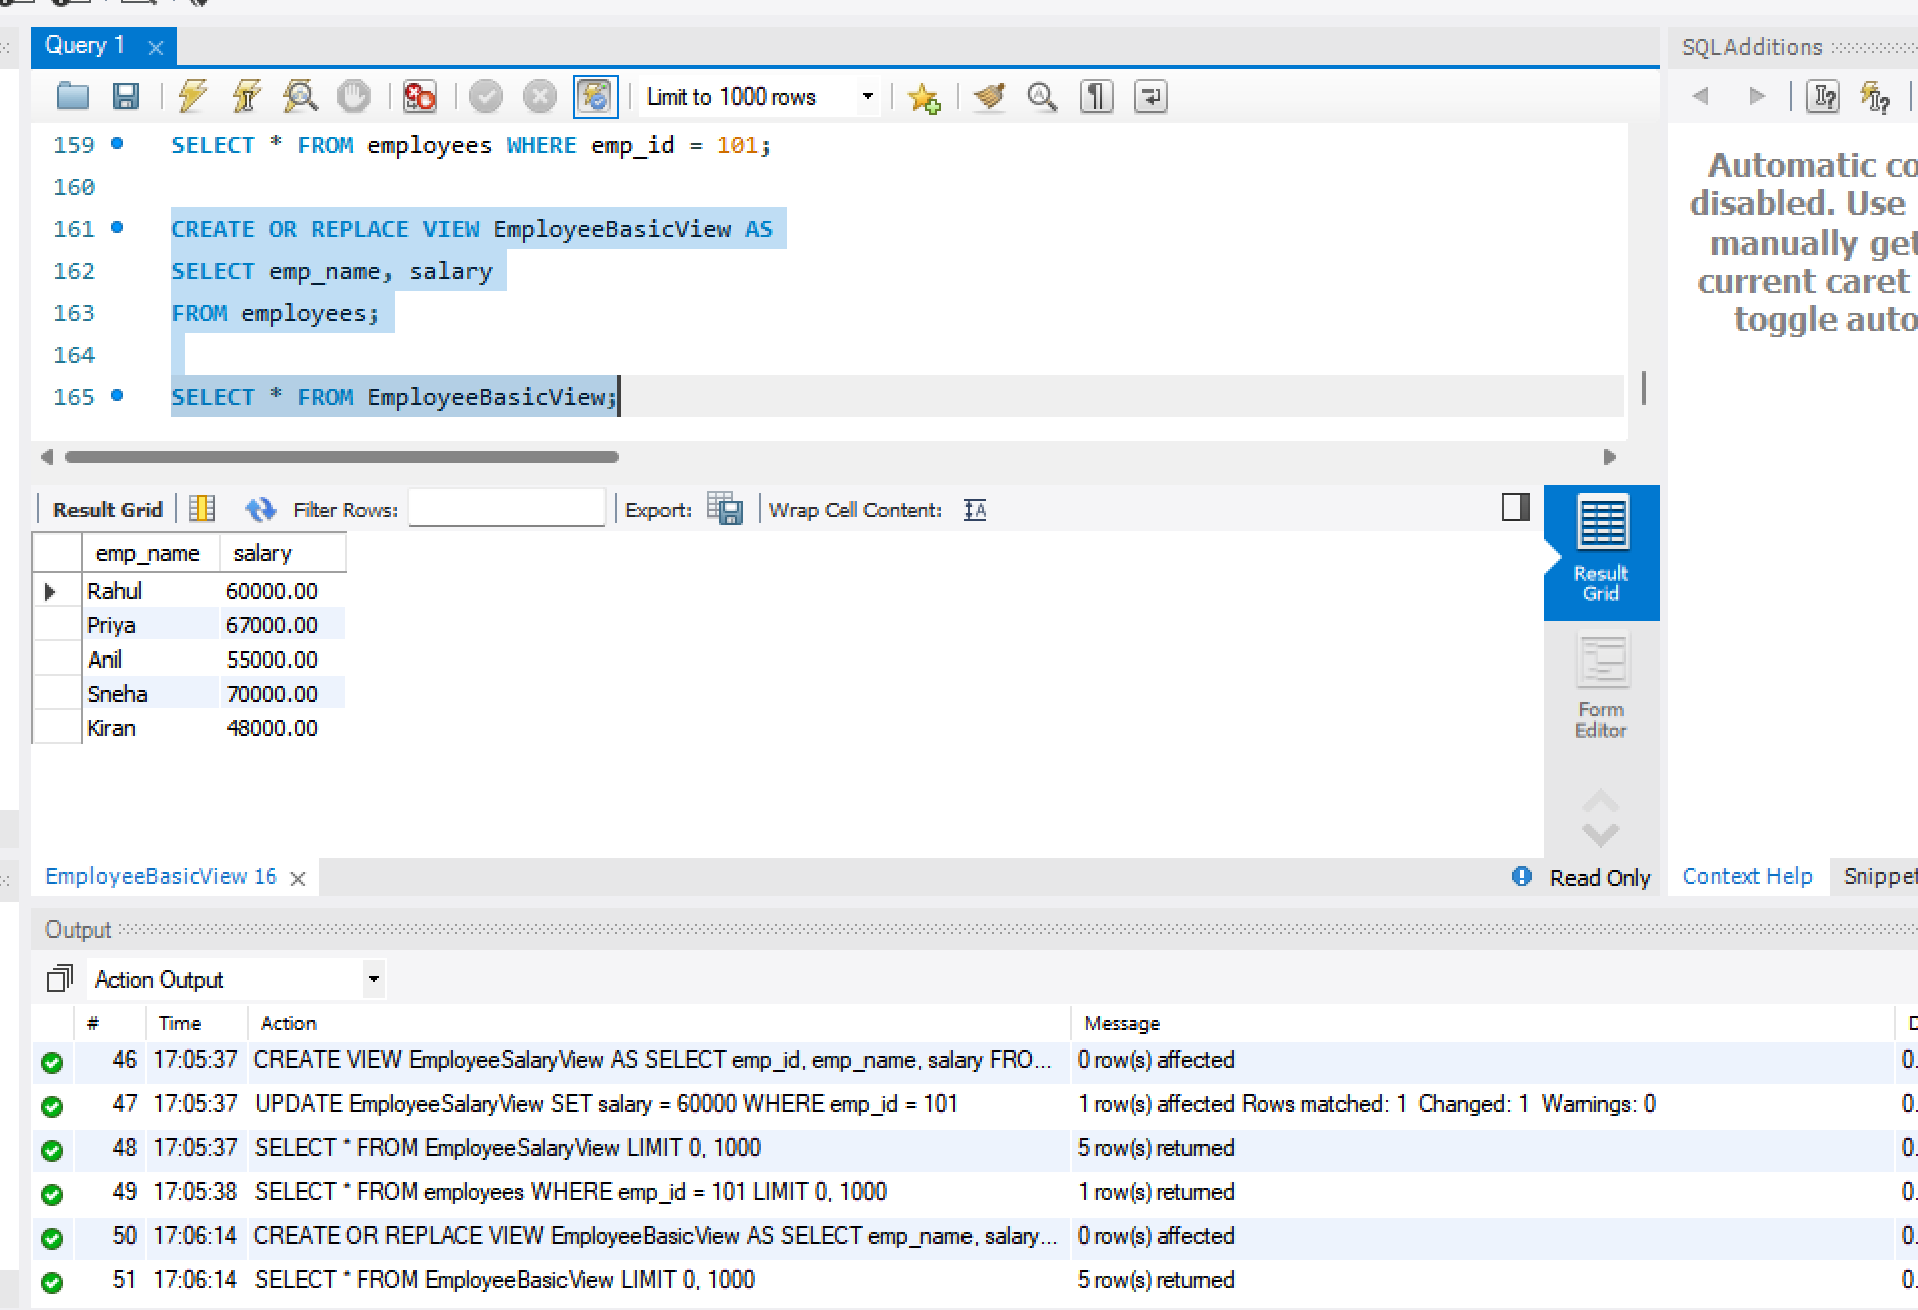 Query 1
SQLAdditions
Limit to 1000 rows
159 SELECT * FROM employees WHERE emp_id = 101;
160
161 CREATE OR REPLACE VIEW EmployeeBasicView AS
162 SELECT emp_name, salary
163 FROM employees;
164
165 SELECT * FROM EmployeeBasicView;
Automatic co
disabled. Use
manually get
current caret
toggle auto
Result Grid Filter Rows: Export: Wrap Cell Content:
emp_name salary
Rahul 60000.00
Priya 67000.00
Anil 55000.00
Sneha 70000.00
Kiran 48000.00
Result
Grid
Form
Editor
EmployeeBasicView 16
Read Only
Context Help Snippet
Output
Action Output
# Time Action Message D
46 17:05:37 CREATE VIEW EmployeeSalaryView AS SELECT emp_id, emp_name, salary FRO... 0 row(s) affected 0.
47 17:05:37 UPDATE EmployeeSalaryView SET salary = 60000 WHERE emp_id = 101 1 row(s) affected Rows matched: 1 Changed: 1 Warnings: 0 0.
48 17:05:37 SELECT * FROM EmployeeSalaryView LIMIT 0, 1000 5 row(s) returned 0.
49 17:05:38 SELECT * FROM employees WHERE emp_id = 101 LIMIT 0, 1000 1 row(s) returned 0.
50 17:06:14 CREATE OR REPLACE VIEW EmployeeBasicView AS SELECT emp_name, salary... 0 row(s) affected 0.
51 17:06:14 SELECT * FROM EmployeeBasicView LIMIT 0, 1000 5 row(s) returned 0.